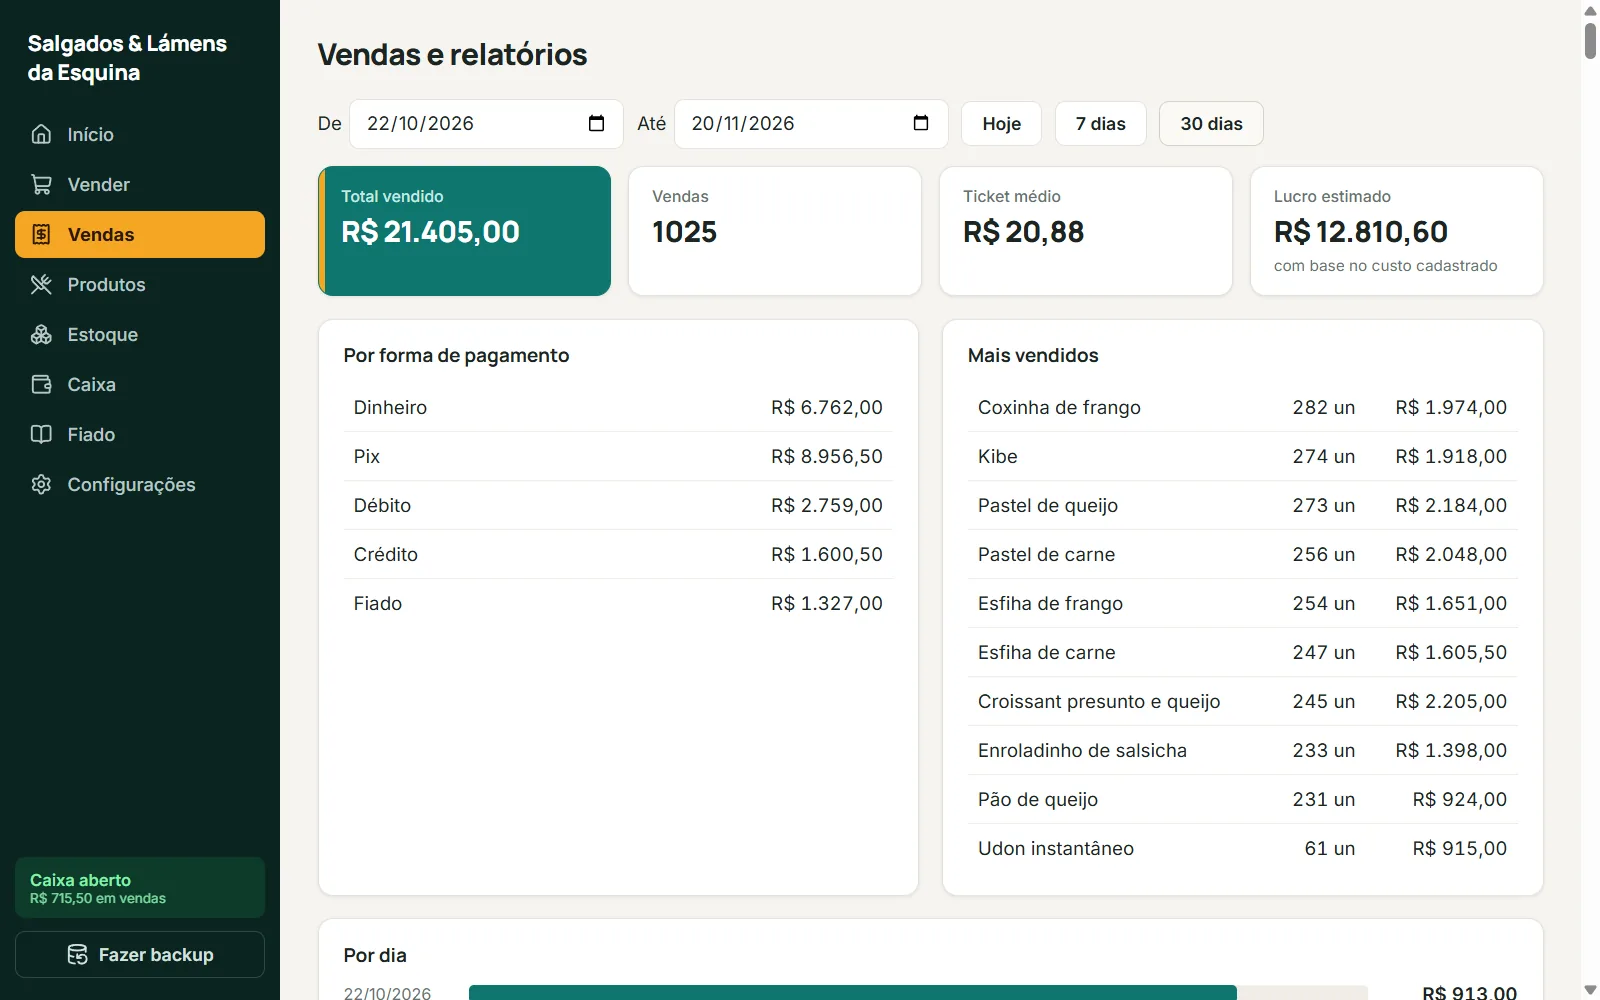 Salgados & Lámens
da Esquina
Início
Vender
Vendas
Produtos
Estoque
Caixa
Fiado
Configurações
Caixa aberto
R$ 715,50 em vendas
Fazer backup
Vendas e relatórios
De 22/10/2026 Até 20/11/2026 Hoje 7 dias 30 dias
Total vendido
R$ 21.405,00
Vendas
1025
Ticket médio
R$ 20,88
Lucro estimado
R$ 12.810,60
com base no custo cadastrado
Por forma de pagamento
Dinheiro R$ 6.762,00
Pix R$ 8.956,50
Débito R$ 2.759,00
Crédito R$ 1.600,50
Fiado R$ 1.327,00
Mais vendidos
Coxinha de frango 282 un R$ 1.974,00
Kibe 274 un R$ 1.918,00
Pastel de queijo 273 un R$ 2.184,00
Pastel de carne 256 un R$ 2.048,00
Esfiha de frango 254 un R$ 1.651,00
Esfiha de carne 247 un R$ 1.605,50
Croissant presunto e queijo 245 un R$ 2.205,00
Enroladinho de salsicha 233 un R$ 1.398,00
Pão de queijo 231 un R$ 924,00
Udon instantâneo 61 un R$ 915,00
Por dia
22/10/2026 R$ 913,00